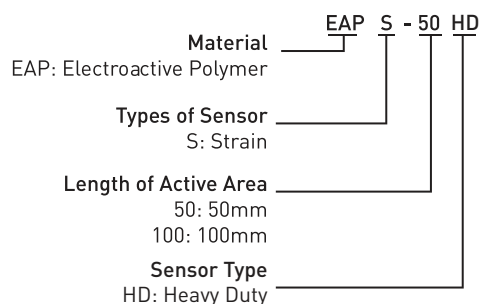 EAP S - 50 HD
Material
EAP: Electroactive Polymer
Types of Sensor
S: Strain
Length of Active Area
50: 50mm
100: 100mm
Sensor Type
HD: Heavy Duty